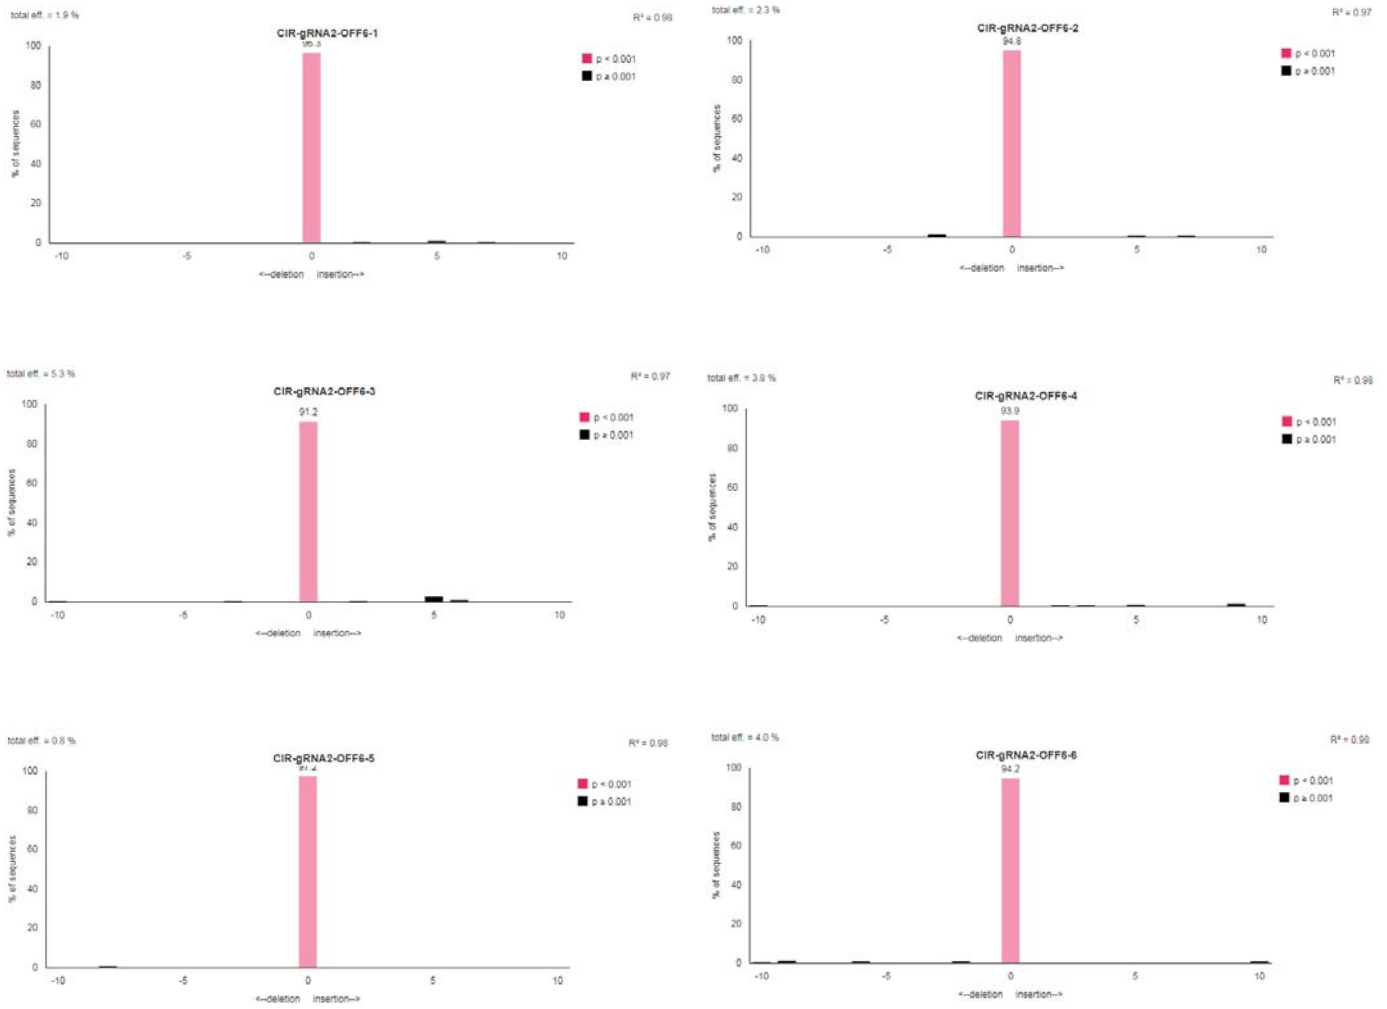 total eff. = 1.9 %
R² = 0.98
CIR-gRNA2-OFF6-1
96.3
p < 0.001
p ≥ 0.001
100
80
60
40
20
0
% of sequences
-10 -5 0 5 10
<--deletion insertion-->
total eff. = 2.3 %
R² = 0.97
CIR-gRNA2-OFF6-2
94.8
p < 0.001
p ≥ 0.001
100
80
60
40
20
0
% of sequences
-10 -5 0 5 10
<--deletion insertion-->
total eff. = 5.3 %
R² = 0.97
CIR-gRNA2-OFF6-3
91.2
p < 0.001
p ≥ 0.001
100
80
60
40
20
0
% of sequences
-10 -5 0 5 10
<--deletion insertion-->
total eff. = 3.8 %
R² = 0.98
CIR-gRNA2-OFF6-4
93.9
p < 0.001
p ≥ 0.001
100
80
60
40
20
0
% of sequences
-10 -5 0 5 10
<--deletion insertion-->
total eff. = 0.8 %
R² = 0.98
CIR-gRNA2-OFF6-5
97.2
p < 0.001
p ≥ 0.001
100
80
60
40
20
0
% of sequences
-10 -5 0 5 10
<--deletion insertion-->
total eff. = 4.0 %
R² = 0.98
CIR-gRNA2-OFF6-6
94.2
p < 0.001
p ≥ 0.001
100
80
60
40
20
0
% of sequences
-10 -5 0 5 10
<--deletion insertion-->